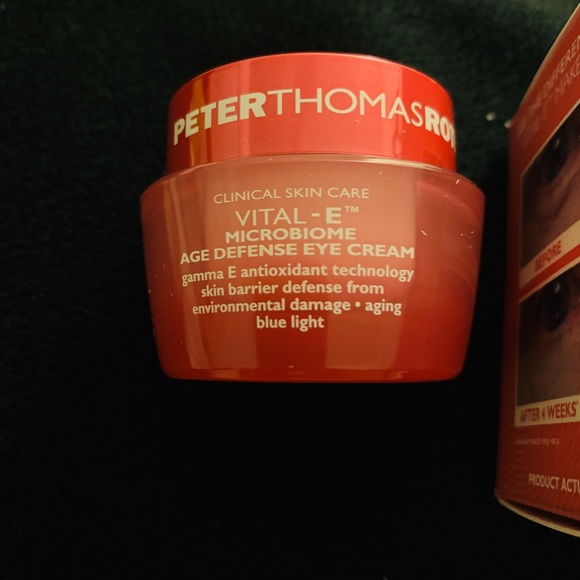 PETERTHOMASROT
CLINICAL SKIN CARE
VITAL-E™
MICROBIOME
AGE DEFENSE EYE CREAM
gamma E antioxidant technology
skin barrier defense from
environmental damage • aging
blue light
BEFORE
AFTER 4 WEEKS*
PRODUCT ACTU